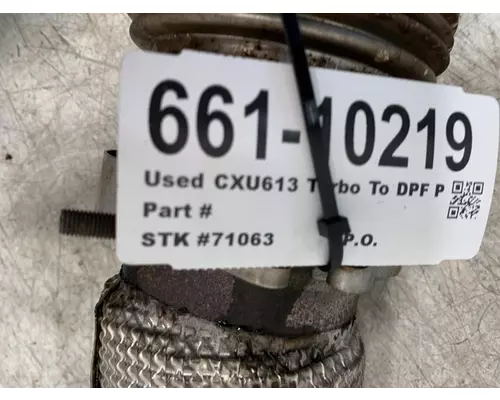 661-10219
Used CXU613 Turbo To DPF P
Part #
STK #71063 P.O.